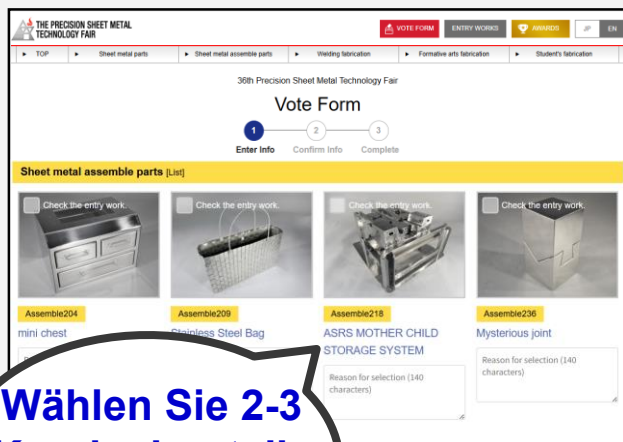 THE PRECISION SHEET METAL
TECHNOLOGY FAIR
VOTE FORM
ENTRY WORKS
AWARDS
JP
EN
TOP
Sheet metal parts
Sheet metal assemble parts
Welding fabrication
Formative arts fabrication
Student's fabrication
36th Precision Sheet Metal Technology Fair
Vote Form
1
2
3
Enter Info
Confirm Info
Complete
Sheet metal assemble parts [List]
Check the entry work.
Check the entry work.
Check the entry work.
Check the entry work.
Assemble204
Assemble209
Assemble218
Assemble236
mini chest
Stainless Steel Bag
ASRS MOTHER CHILD
STORAGE SYSTEM
Mysterious joint
Reason for selection (140
characters)
Reason for selection (140
characters)
Wählen Sie 2-3